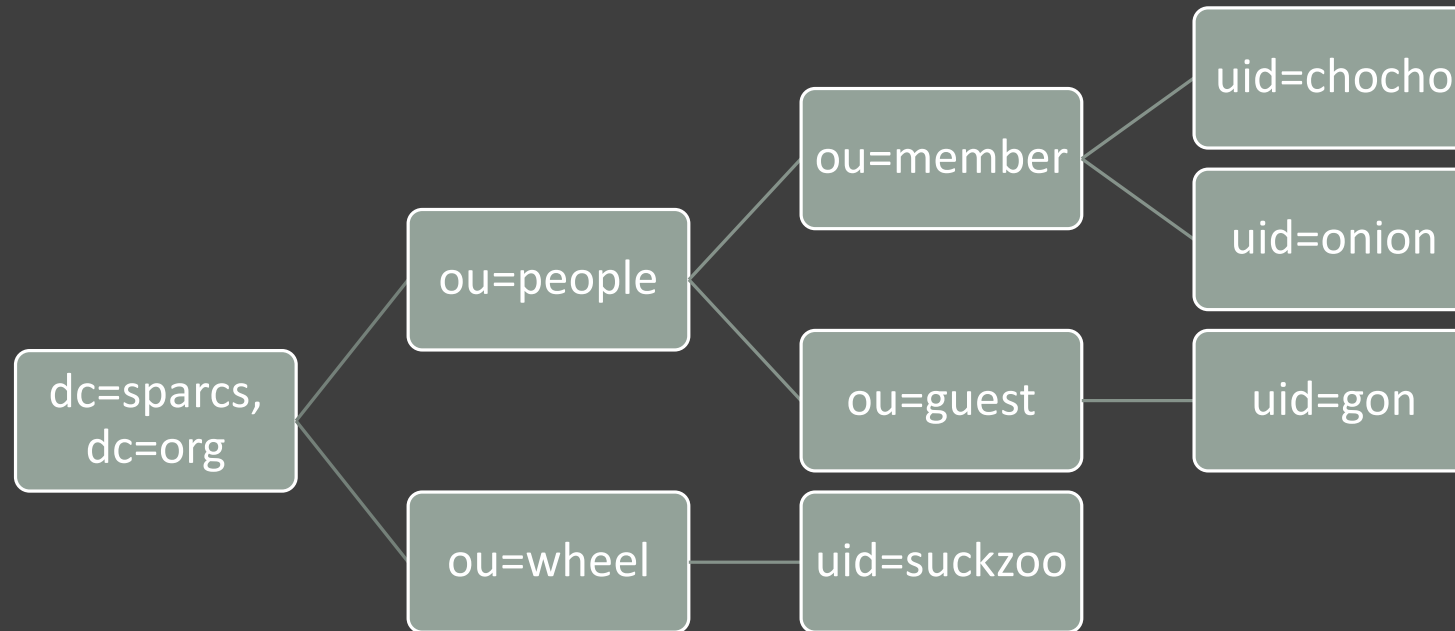 dc=sparcs,
dc=org
ou=people
ou=wheel
ou=member
ou=guest
uid=suckzoo
uid=chocho
uid=onion
uid=gon